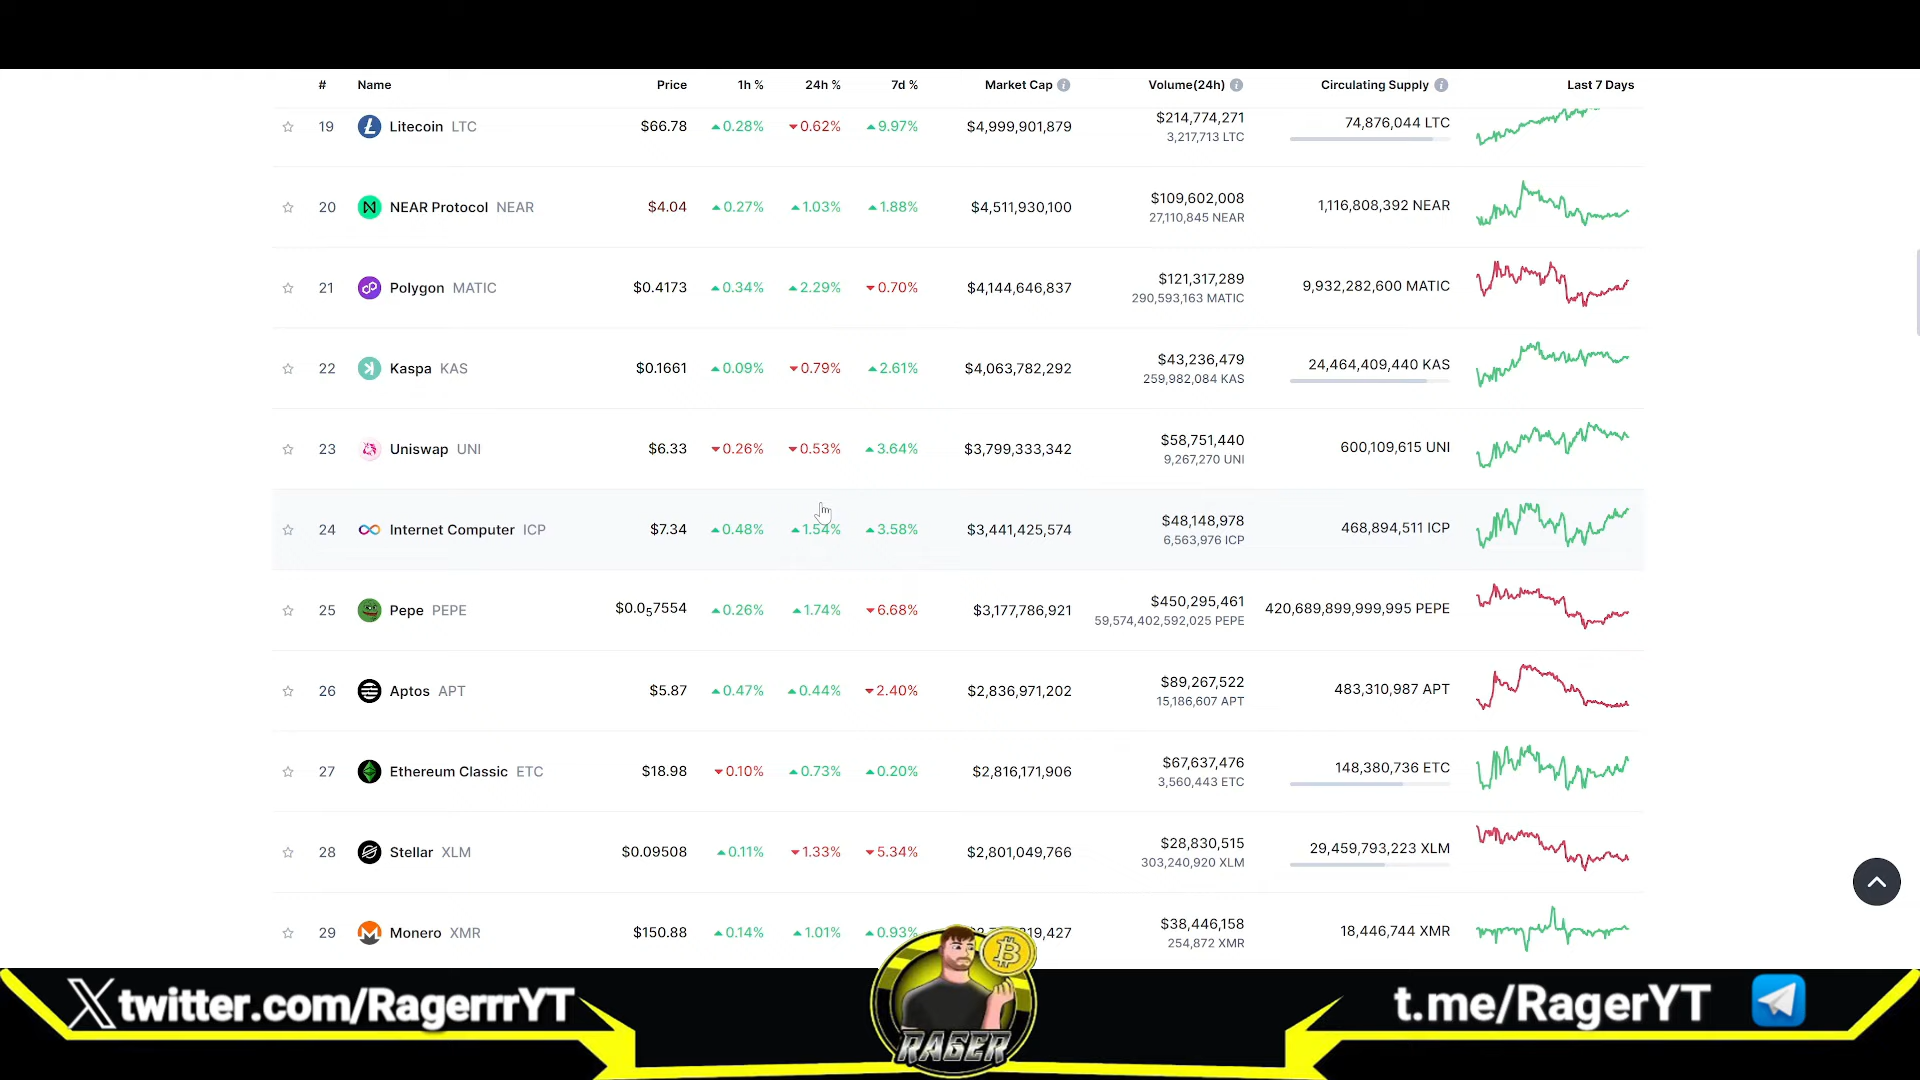 # Name Price 1h % 24h % 7d % Market Cap Volume(24h) Circulating Supply Last 7 Days
19 Litecoin LTC $66.78 0.28% 0.62% 9.97% $4,999,901,879 $214,774,271 74,876,044 LTC
3,217,713 LTC
20 NEAR Protocol NEAR $4.04 0.27% 1.03% 1.88% $4,511,930,100 $109,602,008 1,116,808,392 NEAR
27,110,845 NEAR
21 Polygon MATIC $0.4173 0.34% 2.29% 0.70% $4,144,646,837 $121,317,289 9,932,282,600 MATIC
290,593,163 MATIC
22 Kaspa KAS $0.1661 0.09% 0.79% 2.61% $4,063,782,292 $43,236,479 24,464,409,440 KAS
259,982,084 KAS
23 Uniswap UNI $6.33 0.26% 0.53% 3.64% $3,799,333,342 $58,751,440 600,109,615 UNI
9,267,270 UNI
24 Internet Computer ICP $7.34 0.48% 1.54% 3.58% $3,441,425,574 $48,148,978 468,894,511 ICP
6,563,976 ICP
25 Pepe PEPE $0.0₅7554 0.26% 1.74% 6.68% $3,177,786,921 $450,295,461 420,689,899,999,995 PEPE
59,574,402,592,025 PEPE
26 Aptos APT $5.87 0.47% 0.44% 2.40% $2,836,971,202 $89,267,522 483,310,987 APT
15,186,607 APT
27 Ethereum Classic ETC $18.98 0.10% 0.73% 0.20% $2,816,171,906 $67,637,476 148,380,736 ETC
3,560,443 ETC
28 Stellar XLM $0.09508 0.11% 1.33% 5.34% $2,801,049,766 $28,830,515 29,459,793,223 XLM
303,240,920 XLM
29 Monero XMR $150.88 0.14% 1.01% 0.93% 19,427 $38,446,158 18,446,744 XMR
254,872 XMR
X twitter.com/RagerrrYT RAGER t.me/RagerYT